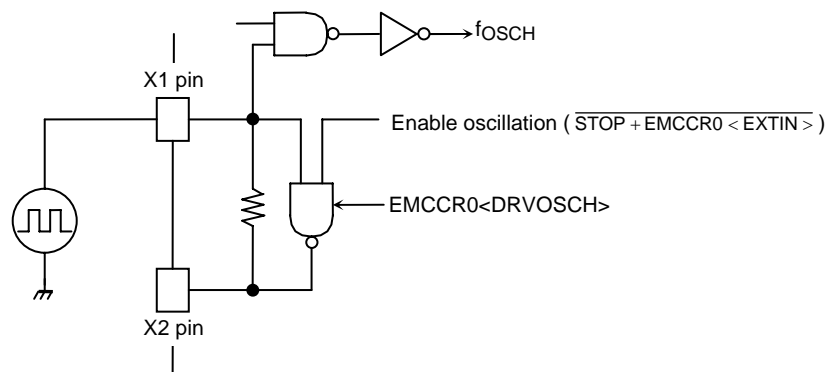 fOSCH
X1 pin
Enable oscillation ( STOP + EMCCR0 < EXTIN > )
EMCCR0<DRVOSCH>
X2 pin